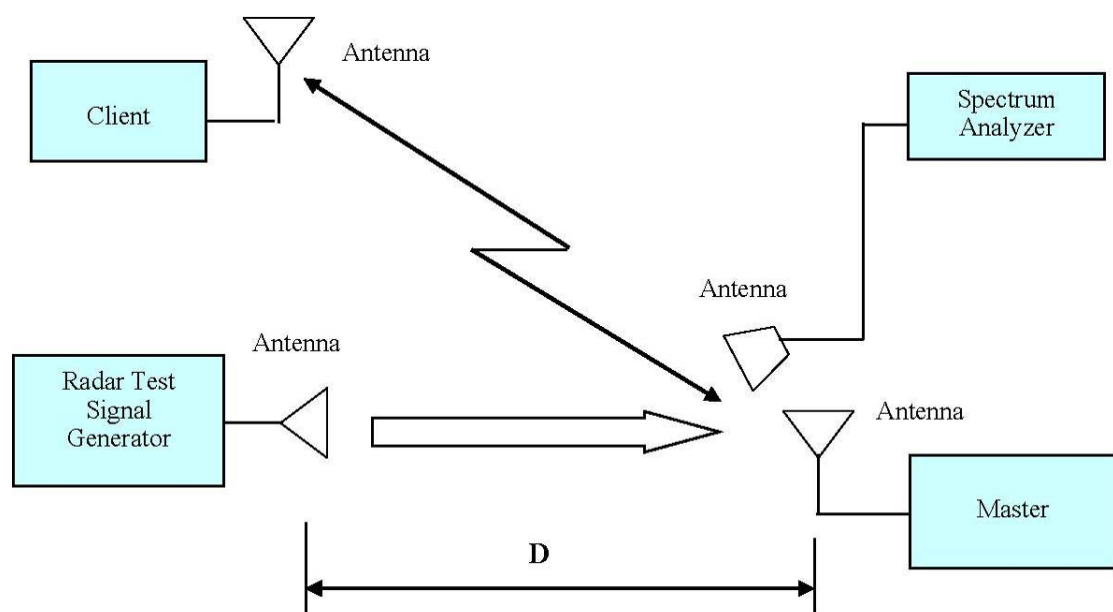 Antenna
Client
Spectrum
Analyzer
Antenna
Antenna
Radar Test
Signal
Generator
Antenna
Master
D